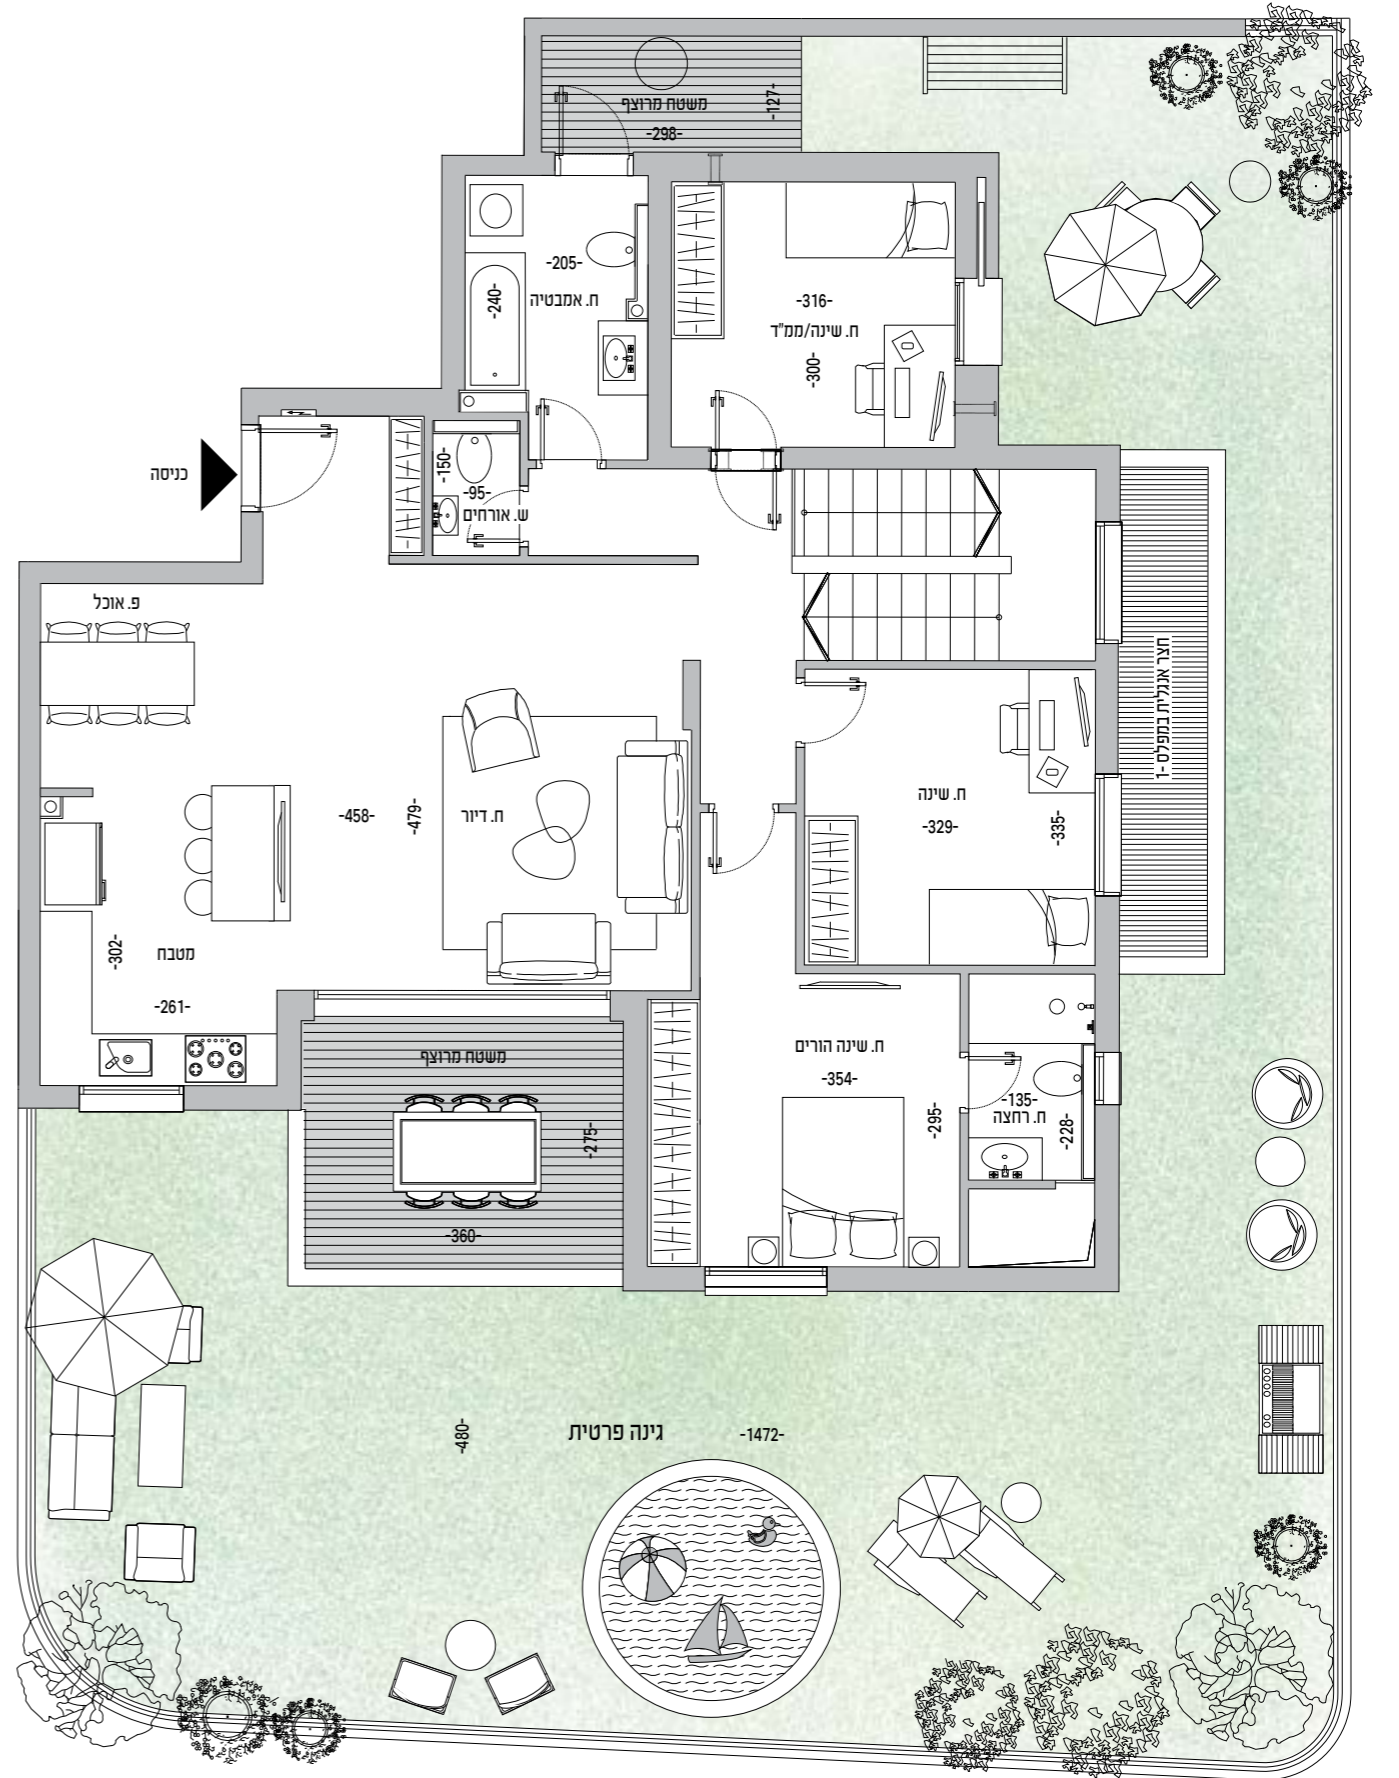 משטח מרוצף
-298-
-127-
-205-
ח. אמבטיה
-240-
-316-
ח. שינה/ממ"ד
-300-
כניסה
-150-
-95-
ש. אורחים
פ. אוכל
חצר אנגלית במפלס -1
ח. שינה
-329-
-335-
-458-
-479-
ח. דיור
מטבח
-302-
-261-
משטח מרוצף
-275-
-360-
ח. שינה הורים
-354-
-295-
-135-
ח. רחצה
-228-
-480-
גינה פרטית
-1472-